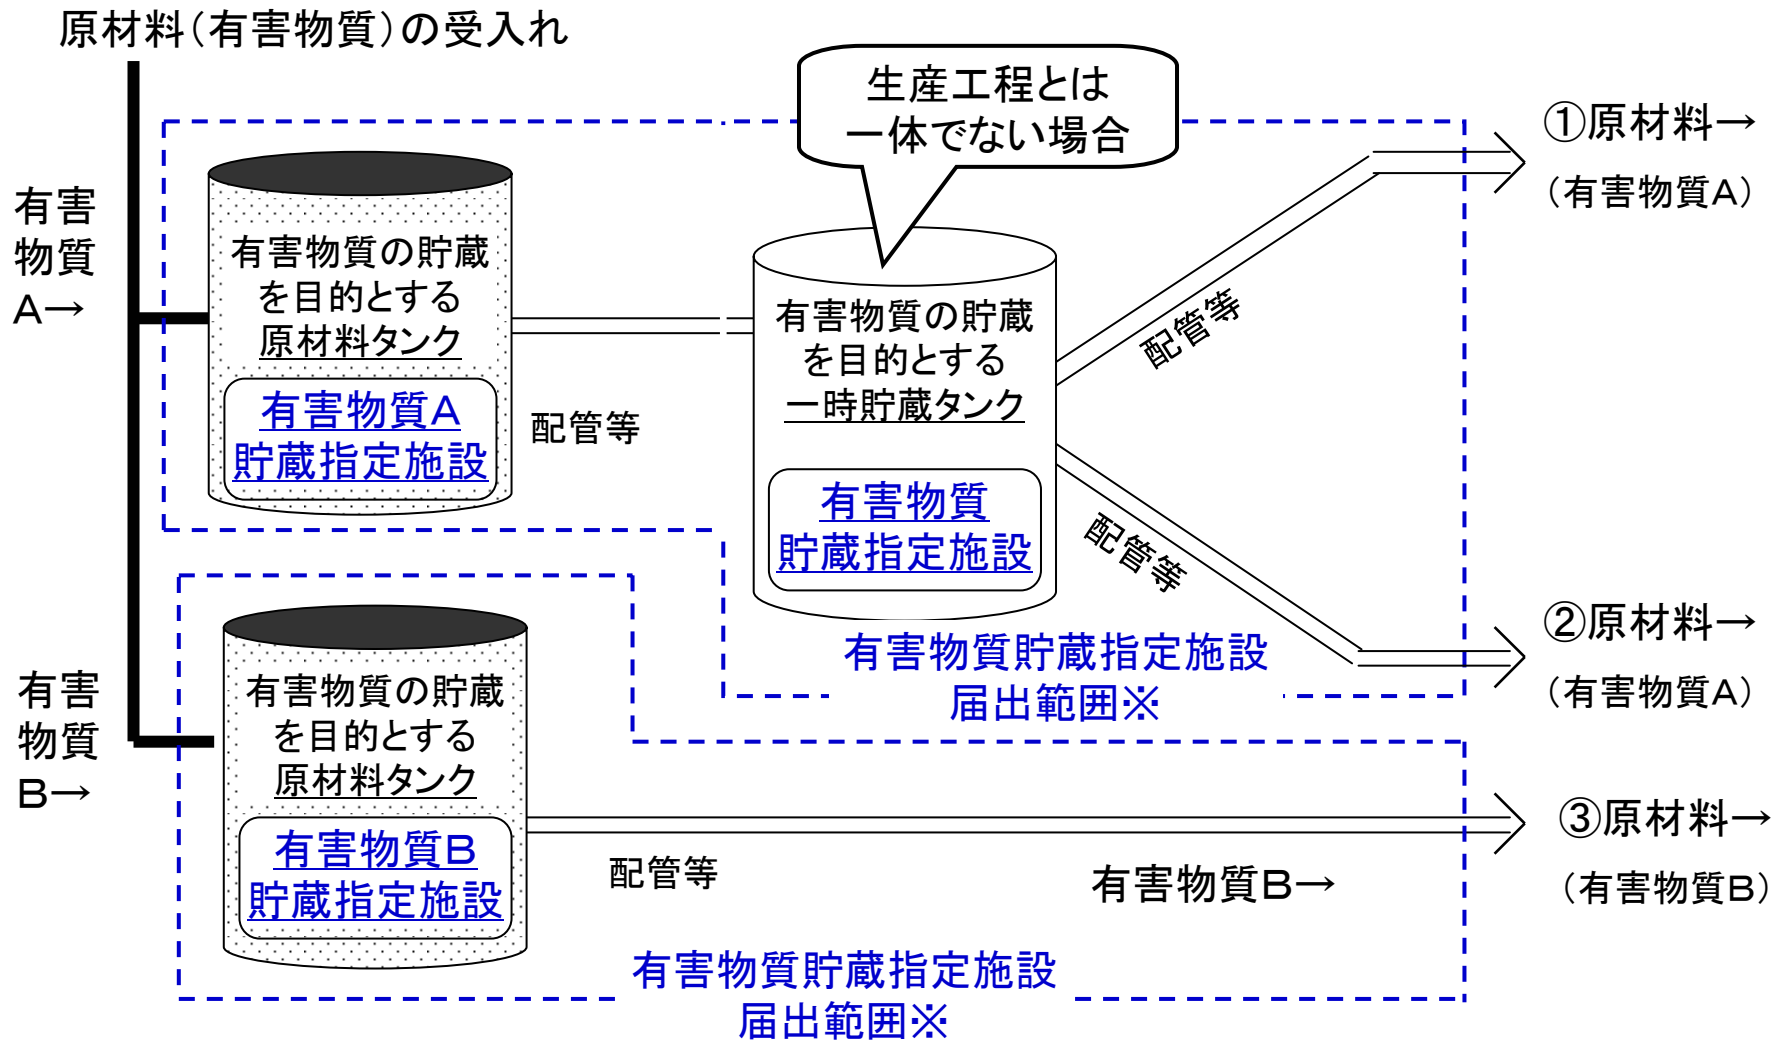 原材料（有害物質）の受入れ
生産工程とは
一体でない場合
①原材料→
（有害物質Ａ）
有害
物質
Ａ→
有害物質の貯蔵
を目的とする
原材料タンク
有害物質Ａ
貯蔵指定施設
配管等
有害物質の貯蔵
を目的とする
一時貯蔵タンク
有害物質
貯蔵指定施設
配管等
配管等
有害物質貯蔵指定施設
届出範囲※
②原材料→
（有害物質Ａ）
有害
物質
Ｂ→
有害物質の貯蔵
を目的とする
原材料タンク
有害物質Ｂ
貯蔵指定施設
配管等
有害物質Ｂ→
③原材料→
（有害物質Ｂ）
有害物質貯蔵指定施設
届出範囲※